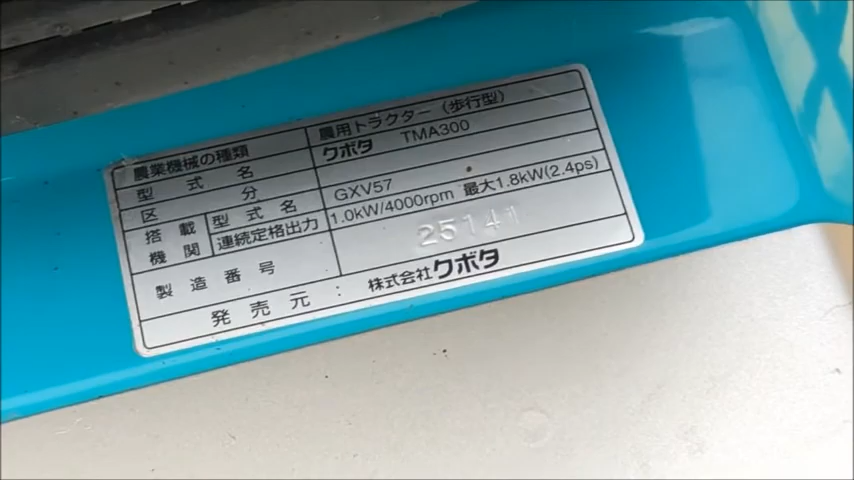 農業機械の種類 農用トラクター（歩行型）
型式名 クボタ TMA300
区分
搭載機関 型式名 GXV57
連続定格出力 1.0kW/4000rpm 最大1.8kW(2.4ps)
製造番号 25141
発売元：株式会社クボタ